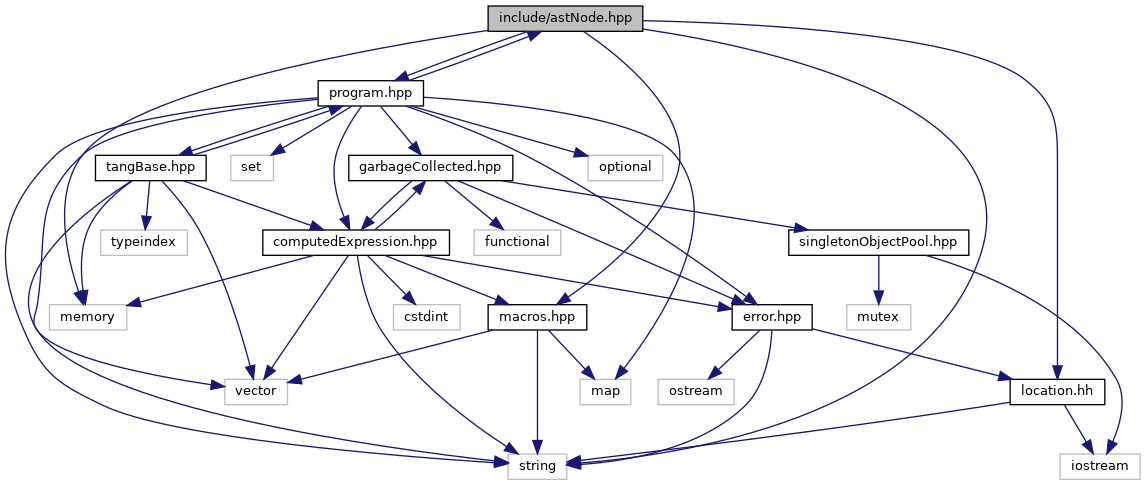 include/astNode.hpp
program.hpp
tangBase.hpp
set
garbageCollected.hpp
optional
typeindex
computedExpression.hpp
functional
singletonObjectPool.hpp
memory
cstdint
macros.hpp
error.hpp
mutex
vector
map
ostream
location.hh
string
iostream